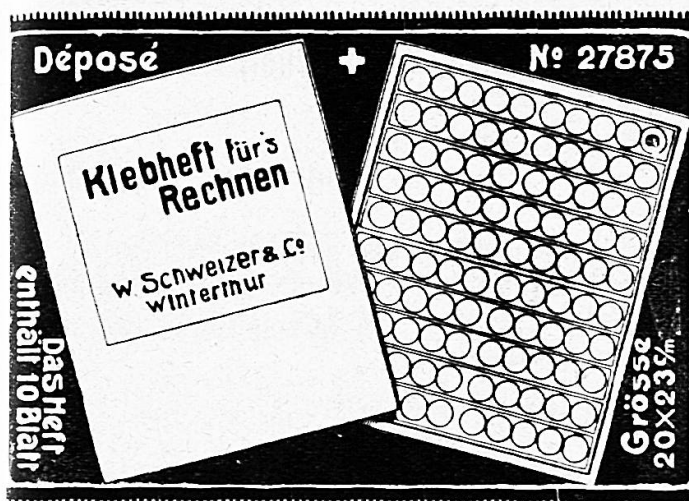 Déposé + Nº 27875
Klebheft für's
Rechnen
W. Schweizer & Cº
Winterthur
Das Heft
enthält 10 Blatt
Grösse
20×23 c/m